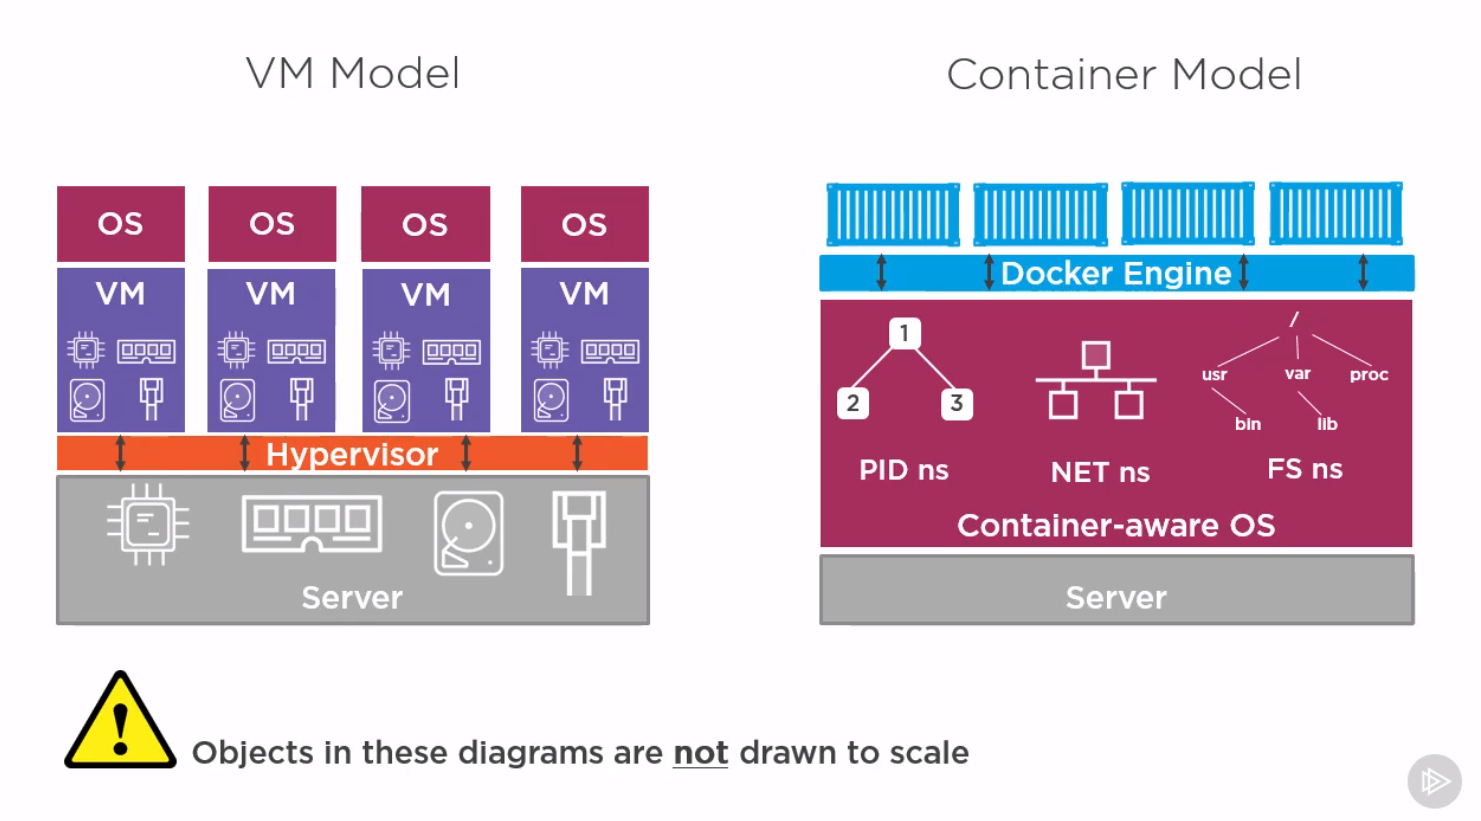 VM Model
Container Model
OS OS OS OS
VM VM VM VM
Hypervisor
Server
Docker Engine
1
2 3
PID ns
NET ns
/
usr var proc
bin lib
FS ns
Container-aware OS
Server
Objects in these diagrams are not drawn to scale